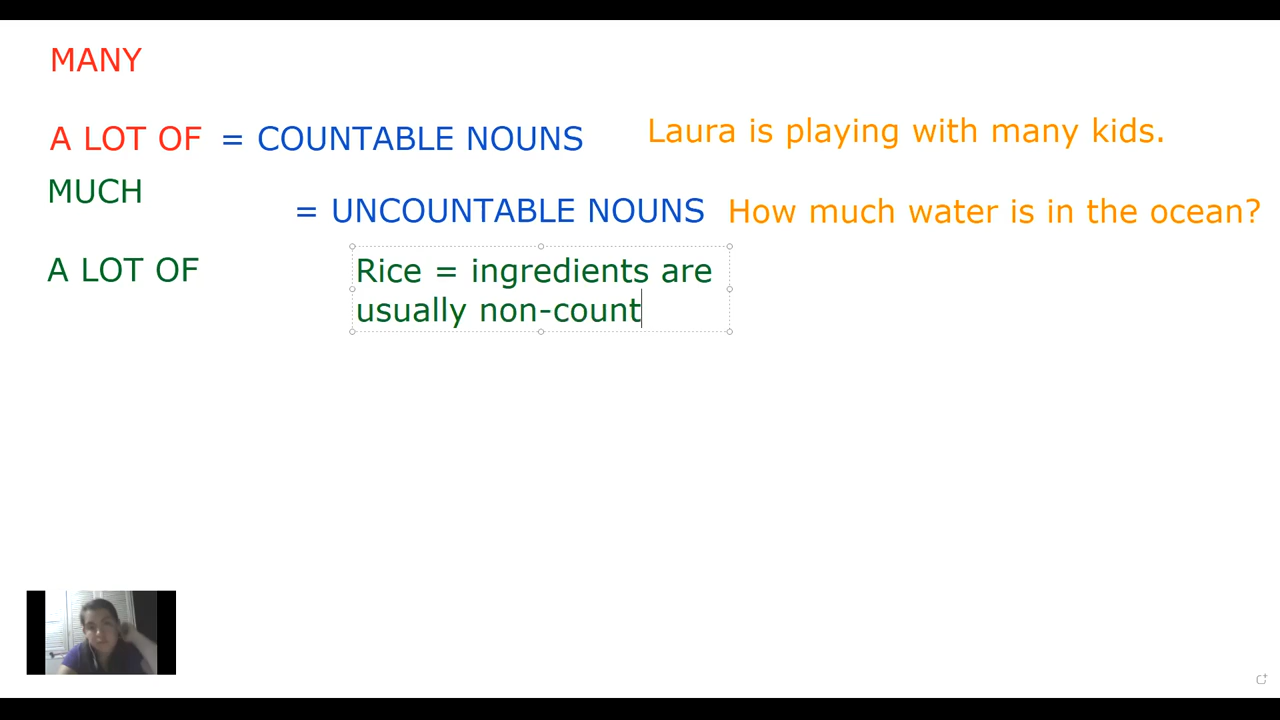 MANY
A LOT OF = COUNTABLE NOUNS
Laura is playing with many kids.
MUCH
= UNCOUNTABLE NOUNS
How much water is in the ocean?
A LOT OF
Rice = ingredients are
usually non-count